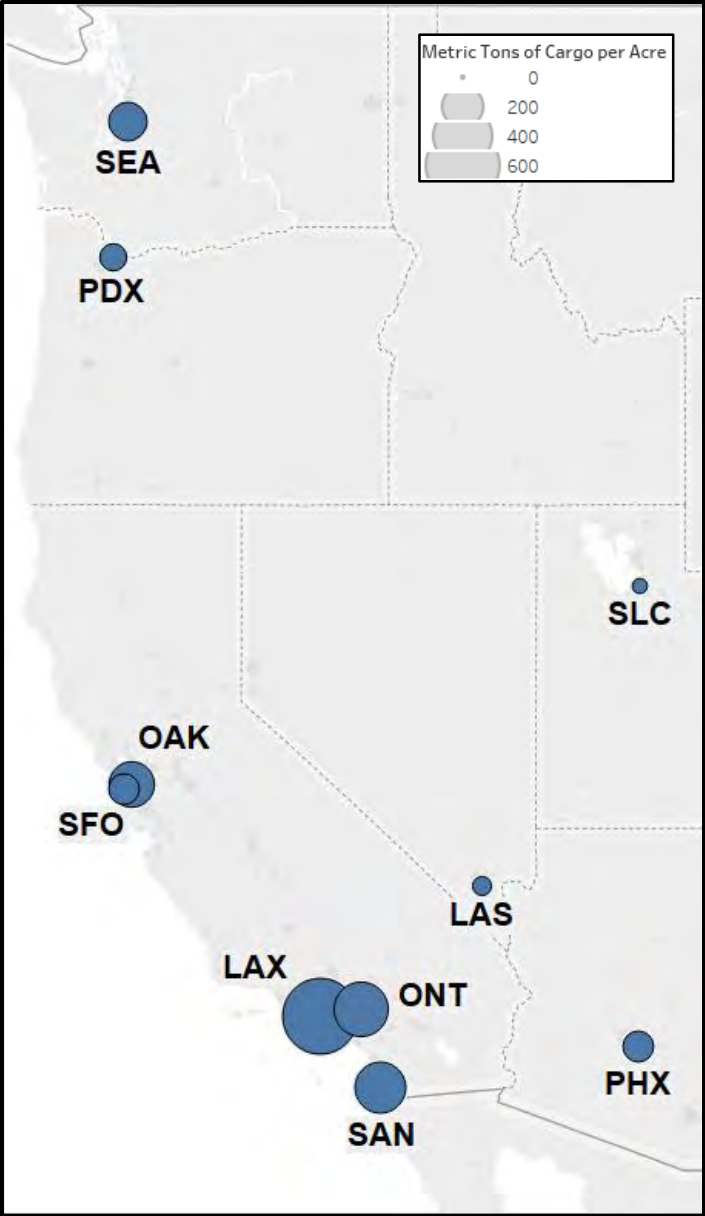 Metric Tons of Cargo per Acre
0
200
400
600
SEA
PDX
SLC
OAK
SFO
LAS
LAX
ONT
PHX
SAN